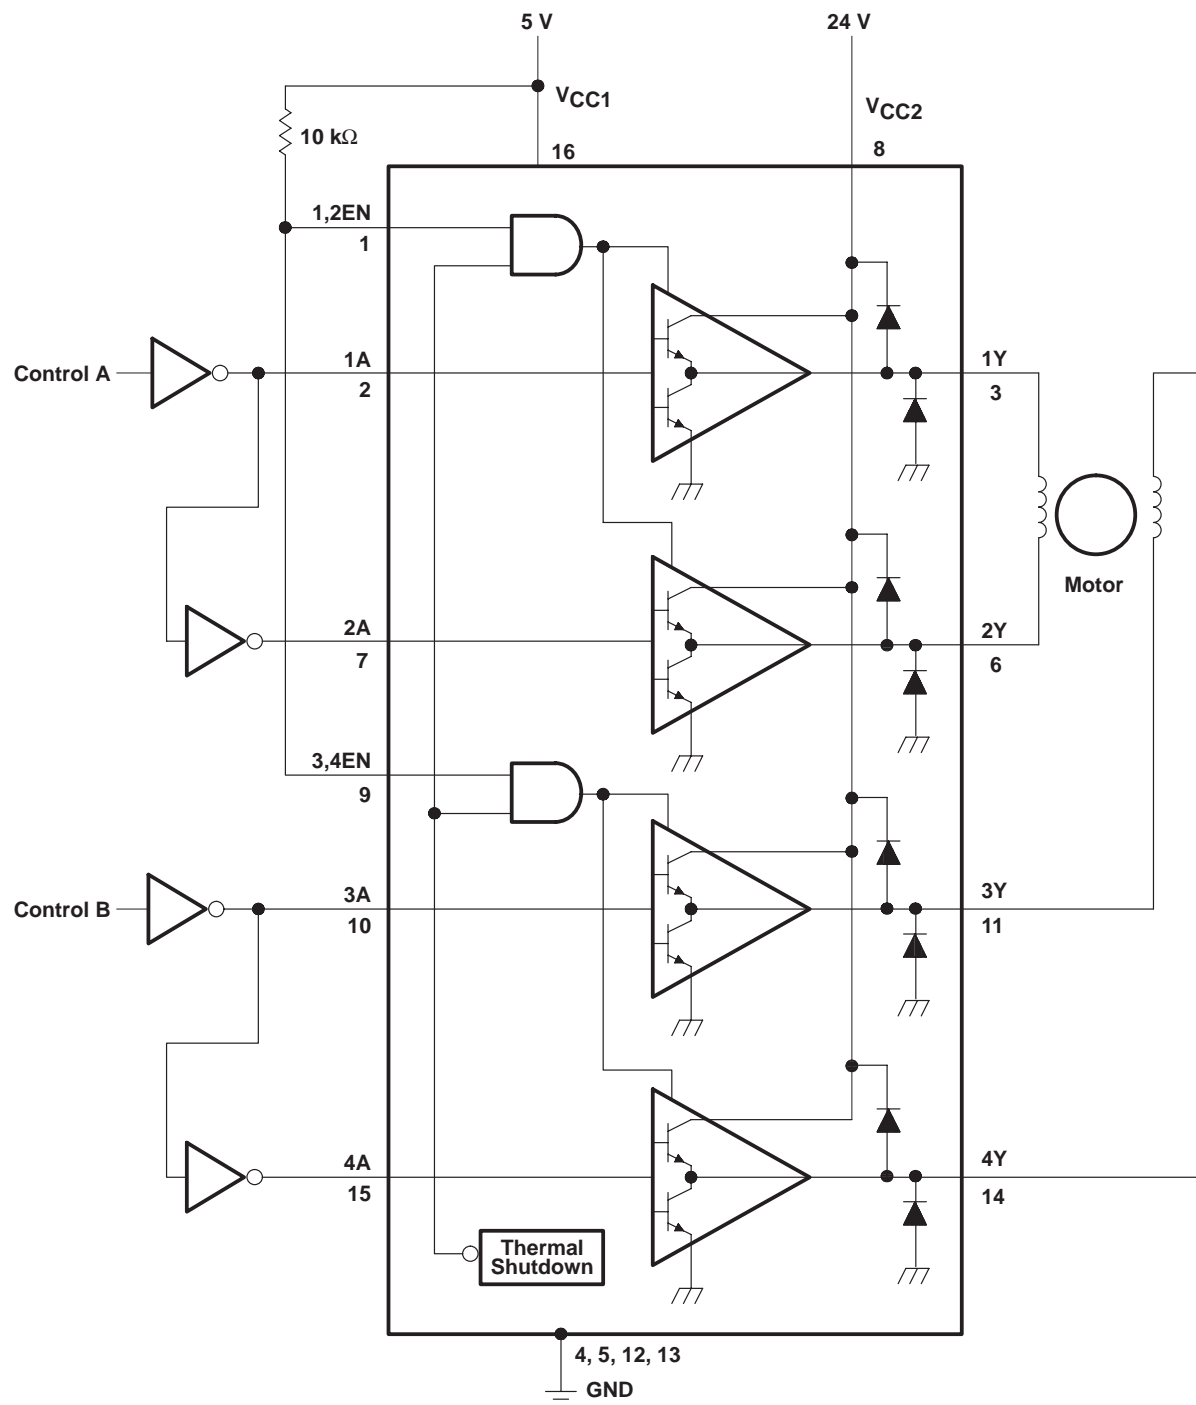 5 V
24 V
VCC1
VCC2
10 kΩ
16
8
1,2EN
1
Control A
1A
2
1Y
3
Motor
2A
7
2Y
6
3,4EN
9
Control B
3A
10
3Y
11
4A
15
4Y
14
Thermal
Shutdown
4, 5, 12, 13
GND